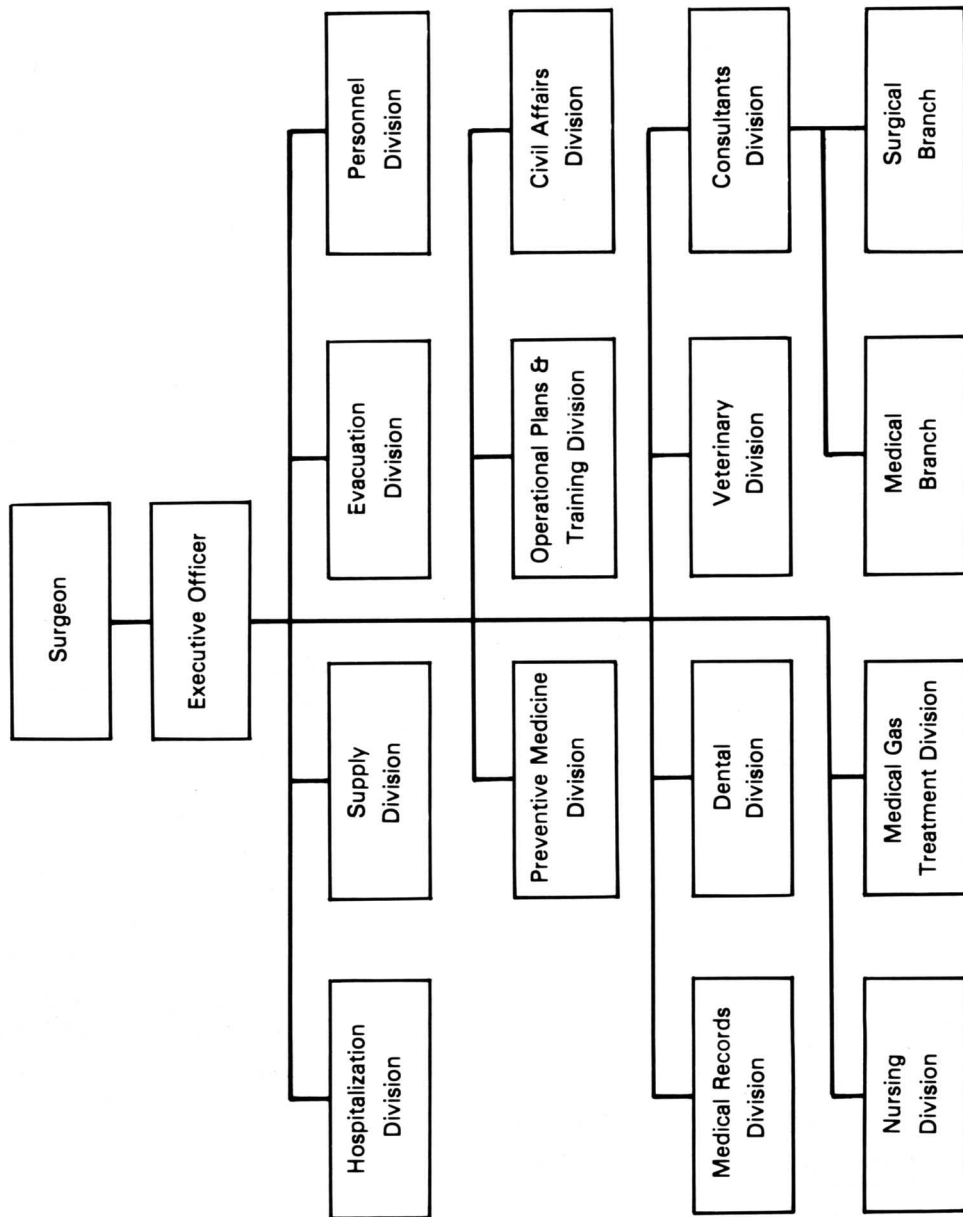 Surgeon
Executive Officer
Hospitalization
Division
Supply
Division
Evacuation
Division
Personnel
Division
Preventive Medicine
Division
Operational Plans &
Training Division
Civil Affairs
Division
Medical Records
Division
Dental
Division
Veterinary
Division
Consultants
Division
Nursing
Division
Medical Gas
Treatment Division
Medical
Branch
Surgical
Branch